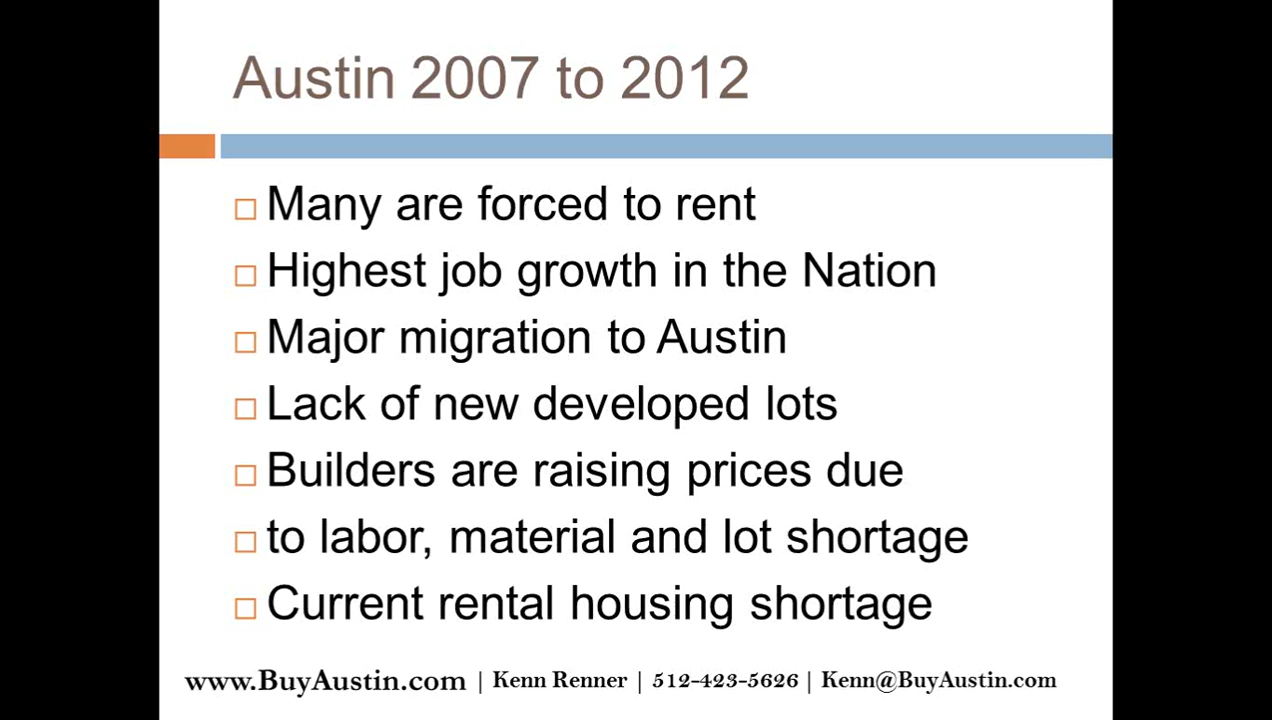 Austin 2007 to 2012
Many are forced to rent
Highest job growth in the Nation
Major migration to Austin
Lack of new developed lots
Builders are raising prices due
to labor, material and lot shortage
Current rental housing shortage
www.BuyAustin.com | Kenn Renner | 512-423-5626 | Kenn@BuyAustin.com